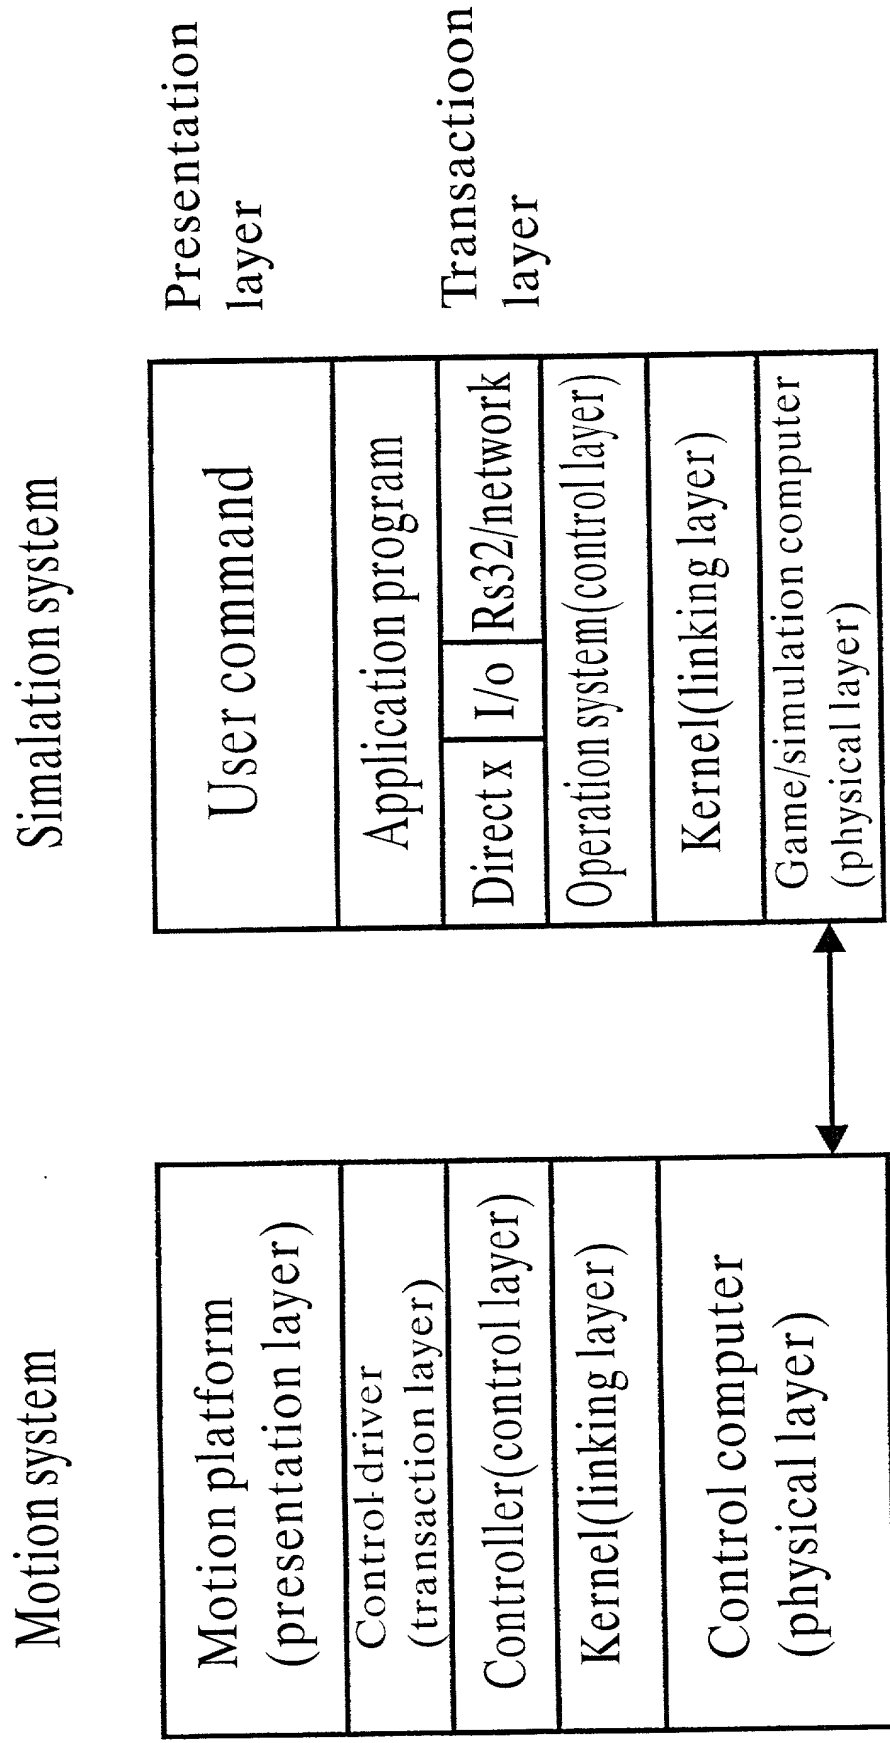 Motion system
Motion platform
(presentation layer)
Control-driver
(transaction layer)
Controller(control layer)
Kernel(linking layer)
Control computer
(physical layer)
Simalation system
User command
Application program
Directx
I/o
Rs32/network
Operation system(control layer)
Kernel(linking layer)
Game/simulation computer
(physical layer)
Presentation
layer
Transactioon
layer